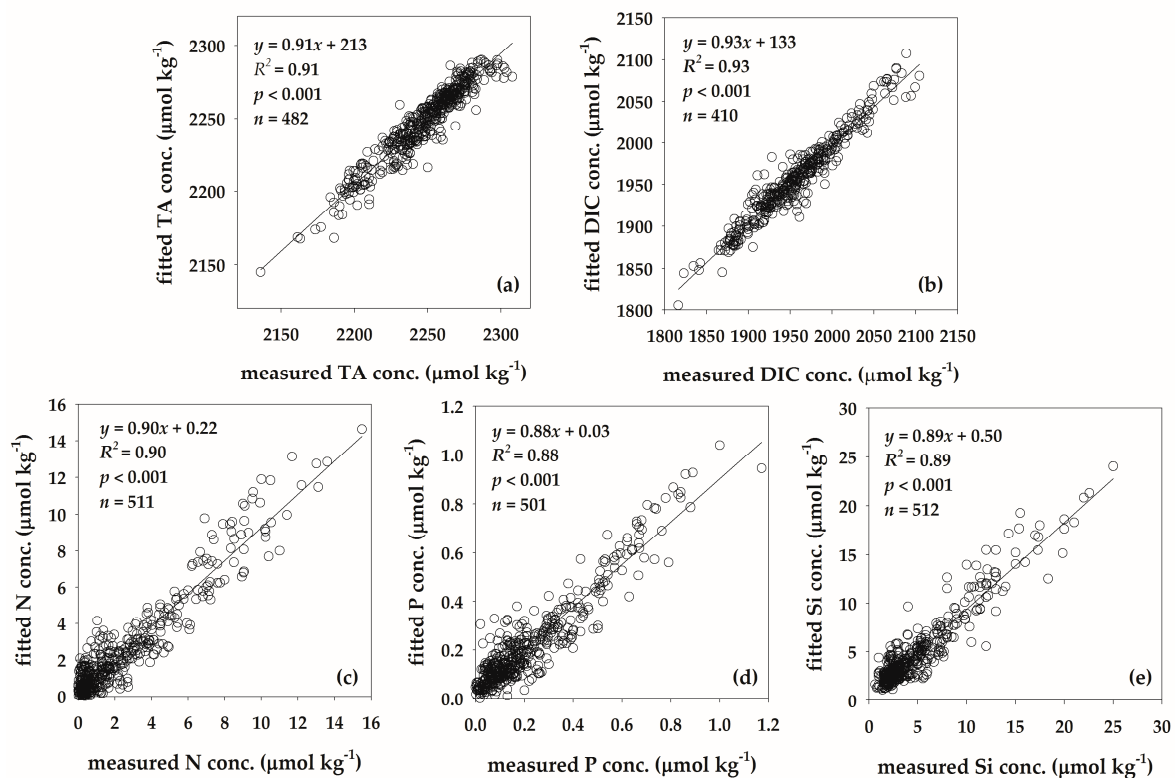 y = 0.91x + 213
R² = 0.91
p < 0.001
n = 482
2300
2250
2200
2150
fitted TA conc. (μmol kg⁻¹)
(a)
2150 2200 2250 2300
measured TA conc. (μmol kg⁻¹)
y = 0.93x + 133
R² = 0.93
p < 0.001
n = 410
2150
2100
2050
2000
1950
1900
1850
1800
fitted DIC conc. (μmol kg⁻¹)
(b)
1800 1850 1900 1950 2000 2050 2100 2150
measured DIC conc. (μmol kg⁻¹)
y = 0.90x + 0.22
R² = 0.90
p < 0.001
n = 511
16
14
12
10
8
6
4
2
0
fitted N conc. (μmol kg⁻¹)
(c)
0 2 4 6 8 10 12 14 16
measured N conc. (μmol kg⁻¹)
y = 0.88x + 0.03
R² = 0.88
p < 0.001
n = 501
1.2
1.0
0.8
0.6
0.4
0.2
0.0
fitted P conc. (μmol kg⁻¹)
(d)
0.0 0.2 0.4 0.6 0.8 1.0 1.2
measured P conc. (μmol kg⁻¹)
y = 0.89x + 0.50
R² = 0.89
p < 0.001
n = 512
30
25
20
15
10
5
0
fitted Si conc. (μmol kg⁻¹)
(e)
0 5 10 15 20 25 30
measured Si conc. (μmol kg⁻¹)